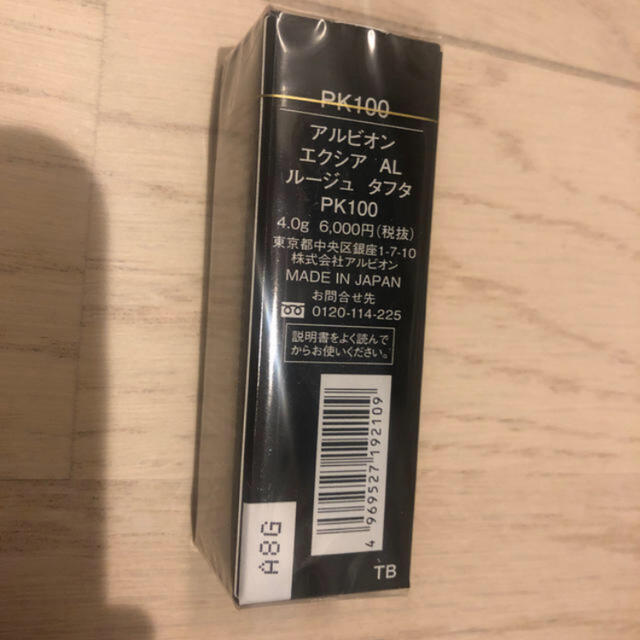 PK100
アルビオン
エクシア AL
ルージュ タフタ
PK100
4.0g 6,000円(税抜)
東京都中央区銀座1-7-10
株式会社アルビオン
MADE IN JAPAN
お問合せ先
0120-114-225
説明書をよく読んで
からお使いください。
4 969527 192109
A8G
TB